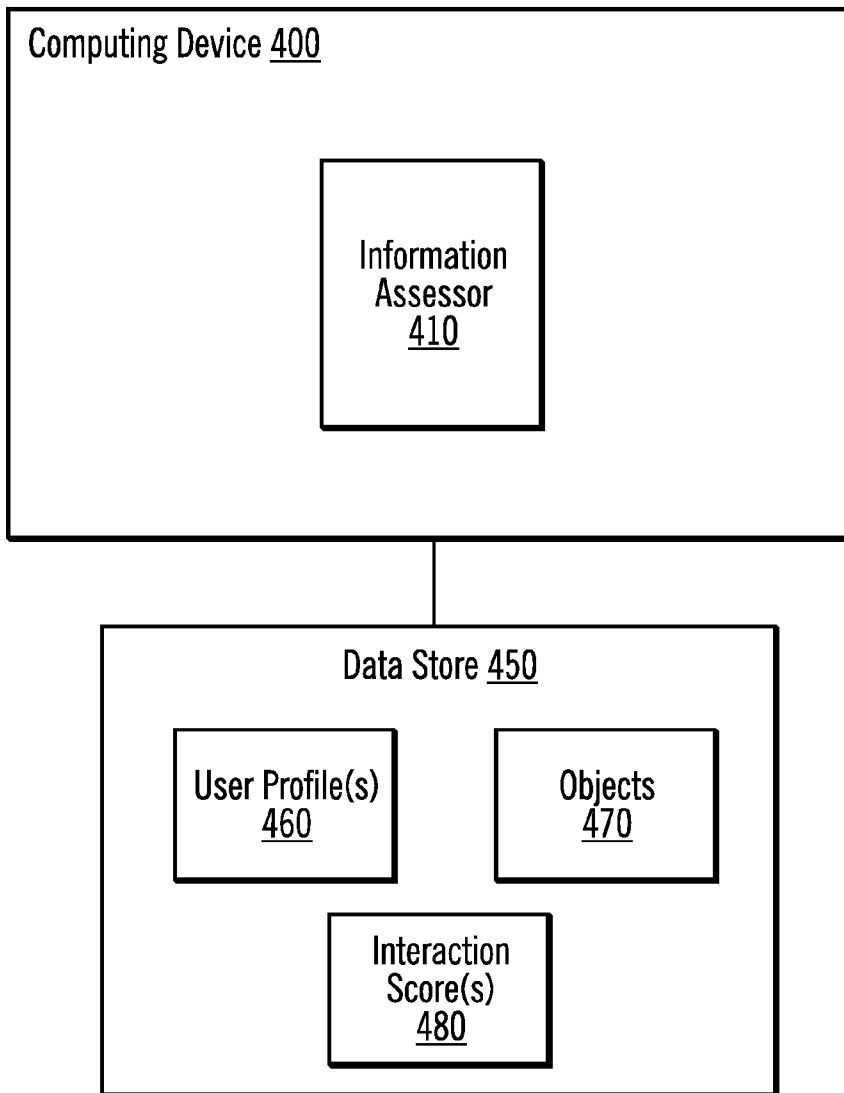 Computing Device 400
Information
Assessor
410
Data Store 450
User Profile(s)
460
Objects
470
Interaction
Score(s)
480